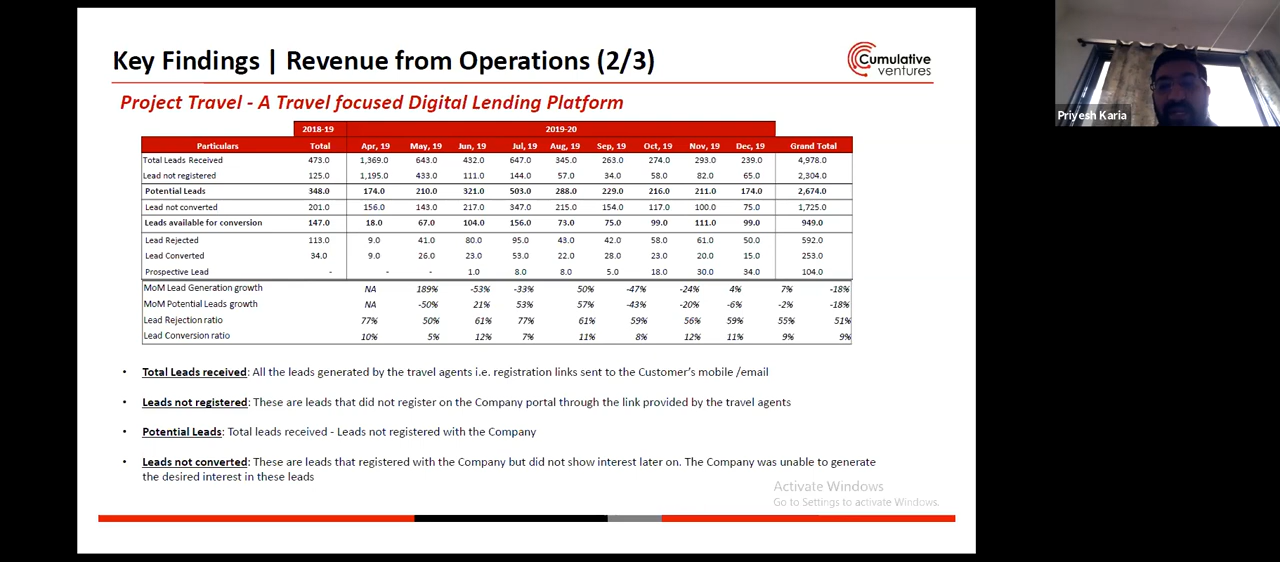 Key Findings | Revenue from Operations (2/3)
Cumulative
ventures
Priyesh Karia
Project Travel - A Travel focused Digital Lending Platform
2018-19 2019-20
Particulars Total Apr, 19 May, 19 Jun, 19 Jul, 19 Aug, 19 Sep, 19 Oct, 19 Nov, 19 Dec, 19 Grand Total
Total Leads Received 473.0 1,369.0 643.0 432.0 647.0 345.0 263.0 274.0 293.0 239.0 4,978.0
Lead not registered 125.0 1,195.0 433.0 111.0 144.0 57.0 34.0 58.0 82.0 65.0 2,304.0
Potential Leads 348.0 174.0 210.0 321.0 503.0 288.0 229.0 216.0 211.0 174.0 2,674.0
Lead not converted 201.0 156.0 143.0 217.0 347.0 215.0 154.0 117.0 100.0 75.0 1,725.0
Leads available for conversion 147.0 18.0 67.0 104.0 156.0 73.0 75.0 99.0 111.0 99.0 949.0
Lead Rejected 113.0 9.0 41.0 80.0 95.0 43.0 42.0 58.0 61.0 50.0 592.0
Lead Converted 34.0 9.0 26.0 23.0 53.0 22.0 28.0 23.0 20.0 15.0 253.0
Prospective Lead - - - 1.0 8.0 8.0 5.0 18.0 30.0 34.0 104.0
MoM Lead Generation growth NA 189% -53% -33% 50% -47% -24% 4% 7% -18%
MoM Potential Leads growth NA -50% 21% 53% 57% -43% -20% -6% -2% -18%
Lead Rejection ratio 77% 50% 61% 77% 61% 59% 56% 59% 55% 51%
Lead Conversion ratio 10% 5% 12% 7% 11% 8% 12% 11% 9% 9%
• Total Leads received: All the leads generated by the travel agents i.e. registration links sent to the Customer's mobile /email
• Leads not registered: These are leads that did not register on the Company portal through the link provided by the travel agents
• Potential Leads: Total leads received - Leads not registered with the Company
• Leads not converted: These are leads that registered with the Company but did not show interest later on. The Company was unable to generate
the desired interest in these leads
Activate Windows
Go to Settings to activate Windows.